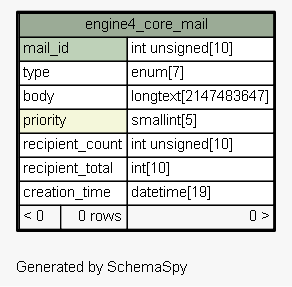 engine4_core_mail
mail_id int unsigned[10]
type enum[7]
body longtext[2147483647]
priority smallint[5]
recipient_count int unsigned[10]
recipient_total int[10]
creation_time datetime[19]
< 0 0 rows 0 >
Generated by SchemaSpy